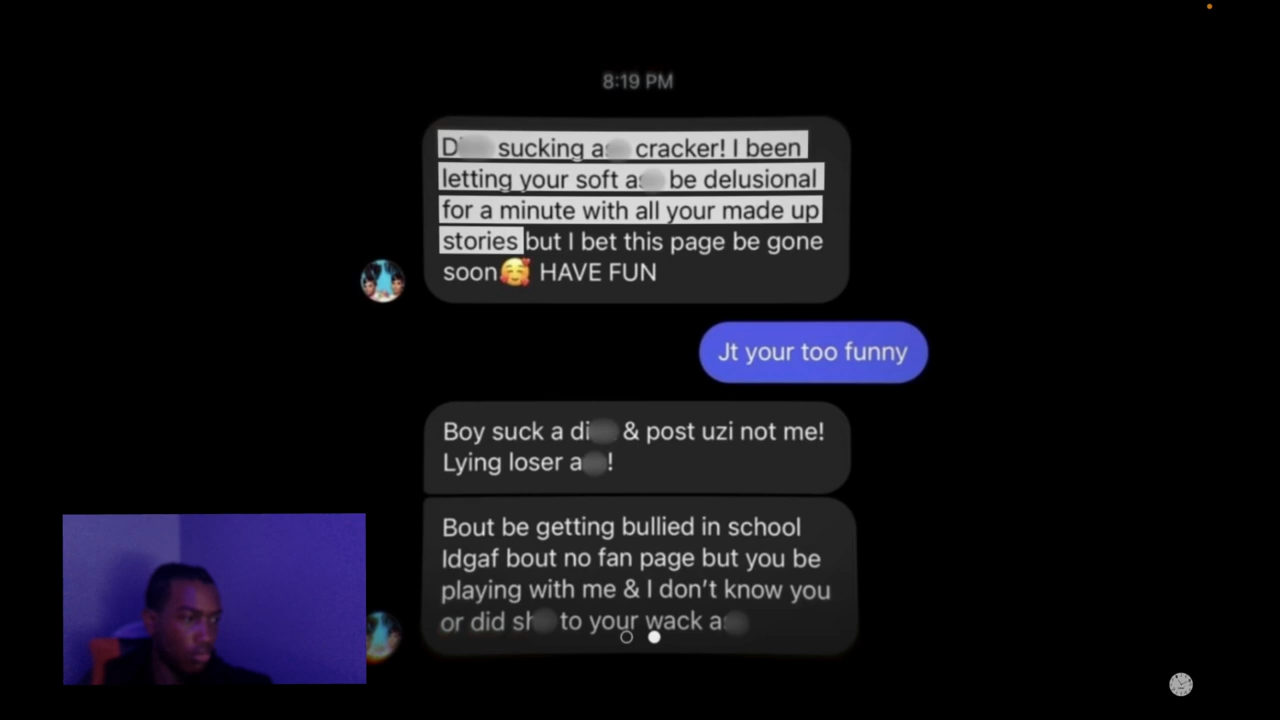 8:19 PM
D sucking a cracker! I been
letting your soft a be delusional
for a minute with all your made up
stories but I bet this page be gone
soon🥰 HAVE FUN
Jt your too funny
Boy suck a di & post uzi not me!
Lying loser a !
Bout be getting bullied in school
Idgaf bout no fan page but you be
playing with me & I don't know you
or did sh to your wack a